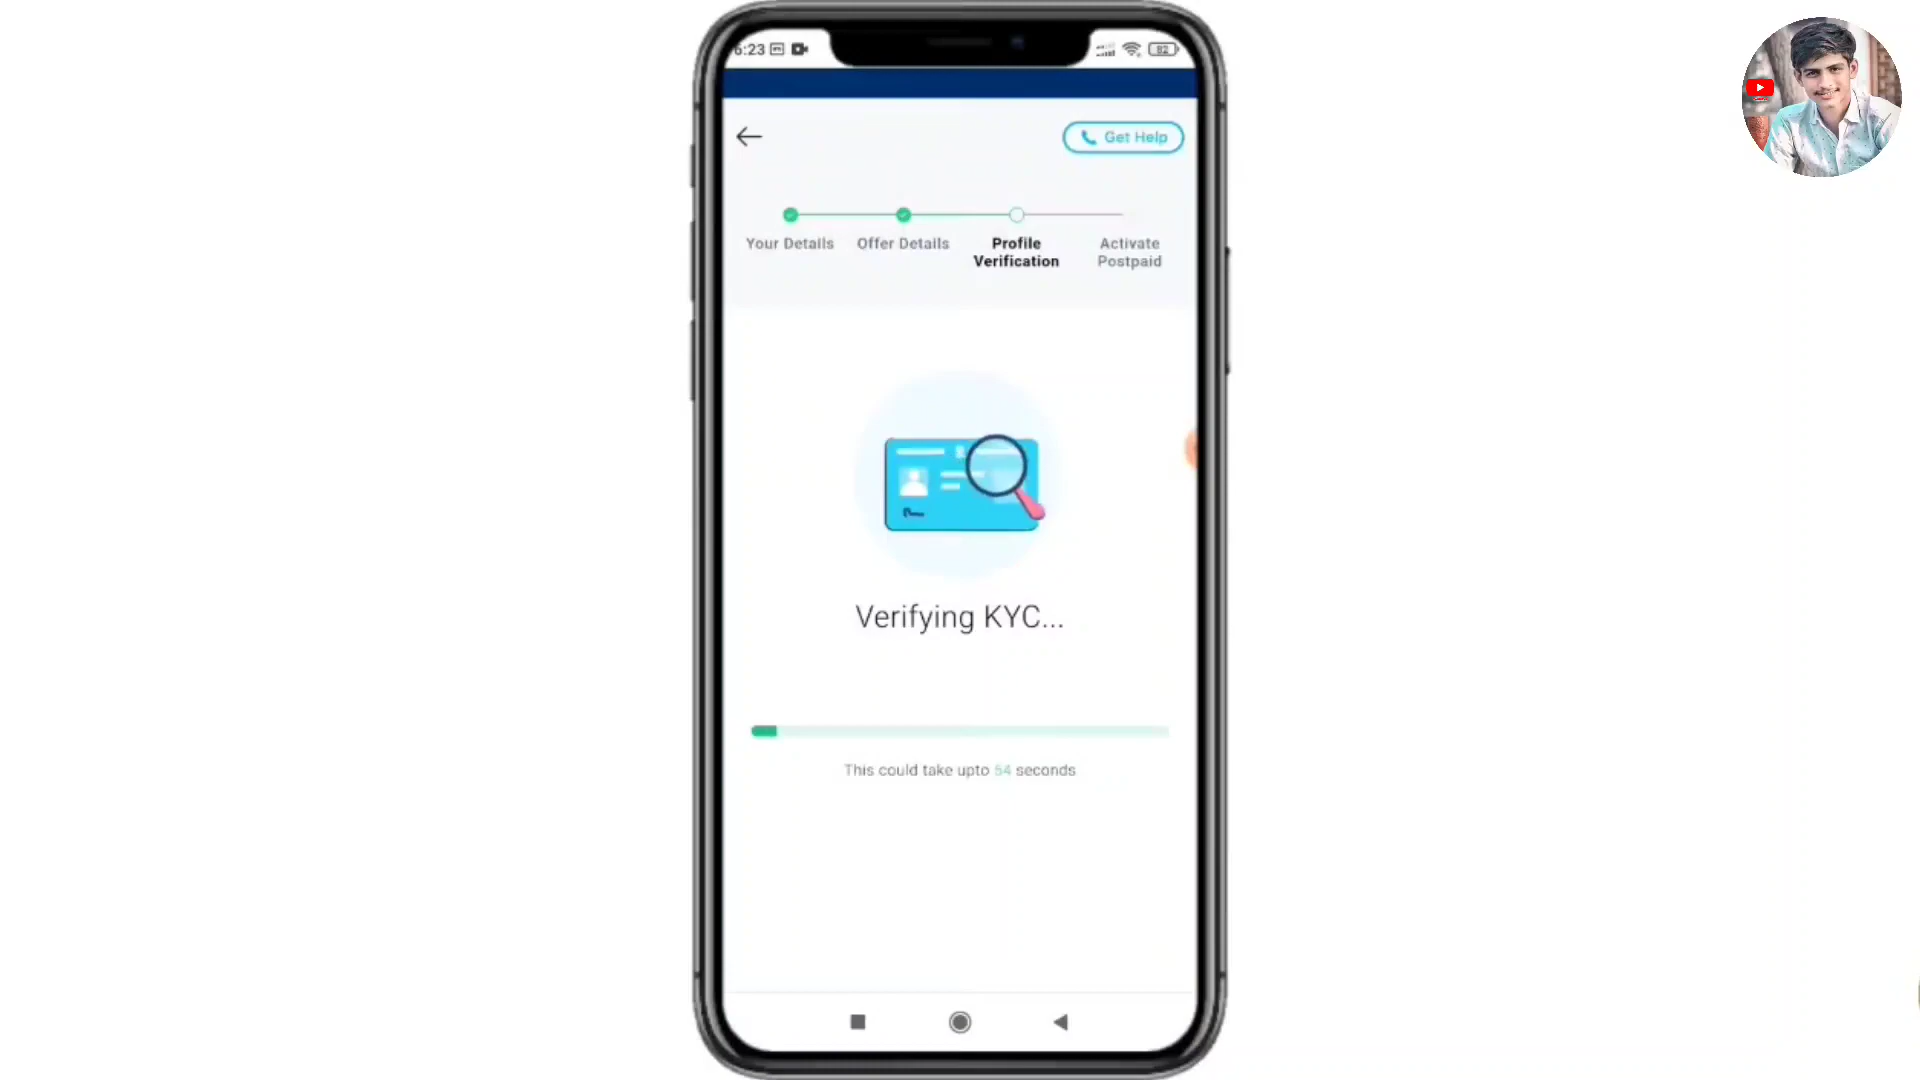 6:23
82
Get Help
Your Details
Offer Details
Profile
Verification
Activate
Postpaid
Verifying KYC...
This could take upto 54 seconds